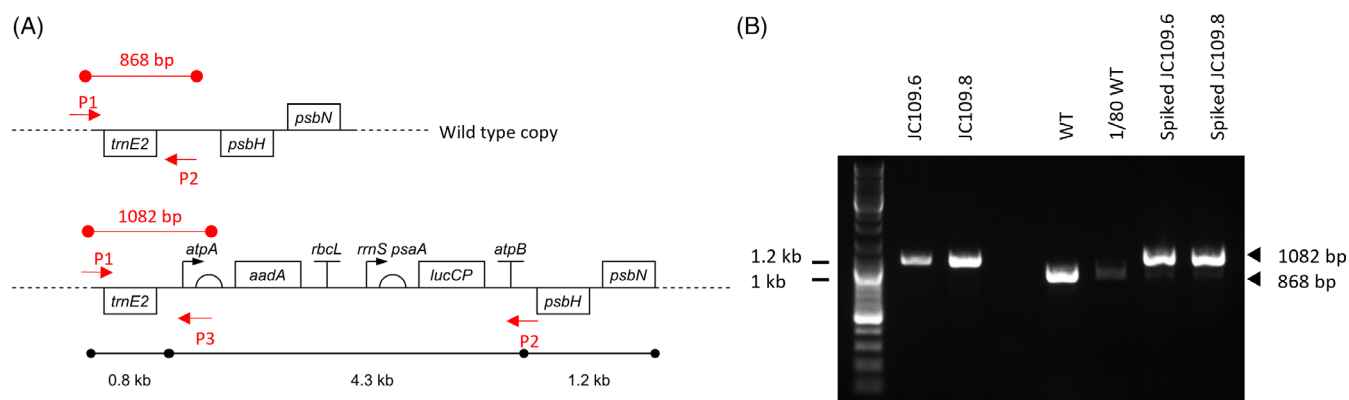 (A)
868 bp
P1
psbN
trnE2
psbH
Wild type copy
P2
1082 bp
P1
atpA
rbcL
rrnS psaA
atpB
aadA
lucCP
psbN
trnE2
psbH
P3
P2
0.8 kb
4.3 kb
1.2 kb
(B)
JC109.6
JC109.8
WT
1/80 WT
Spiked JC109.6
Spiked JC109.8
1.2 kb
1082 bp
1 kb
868 bp